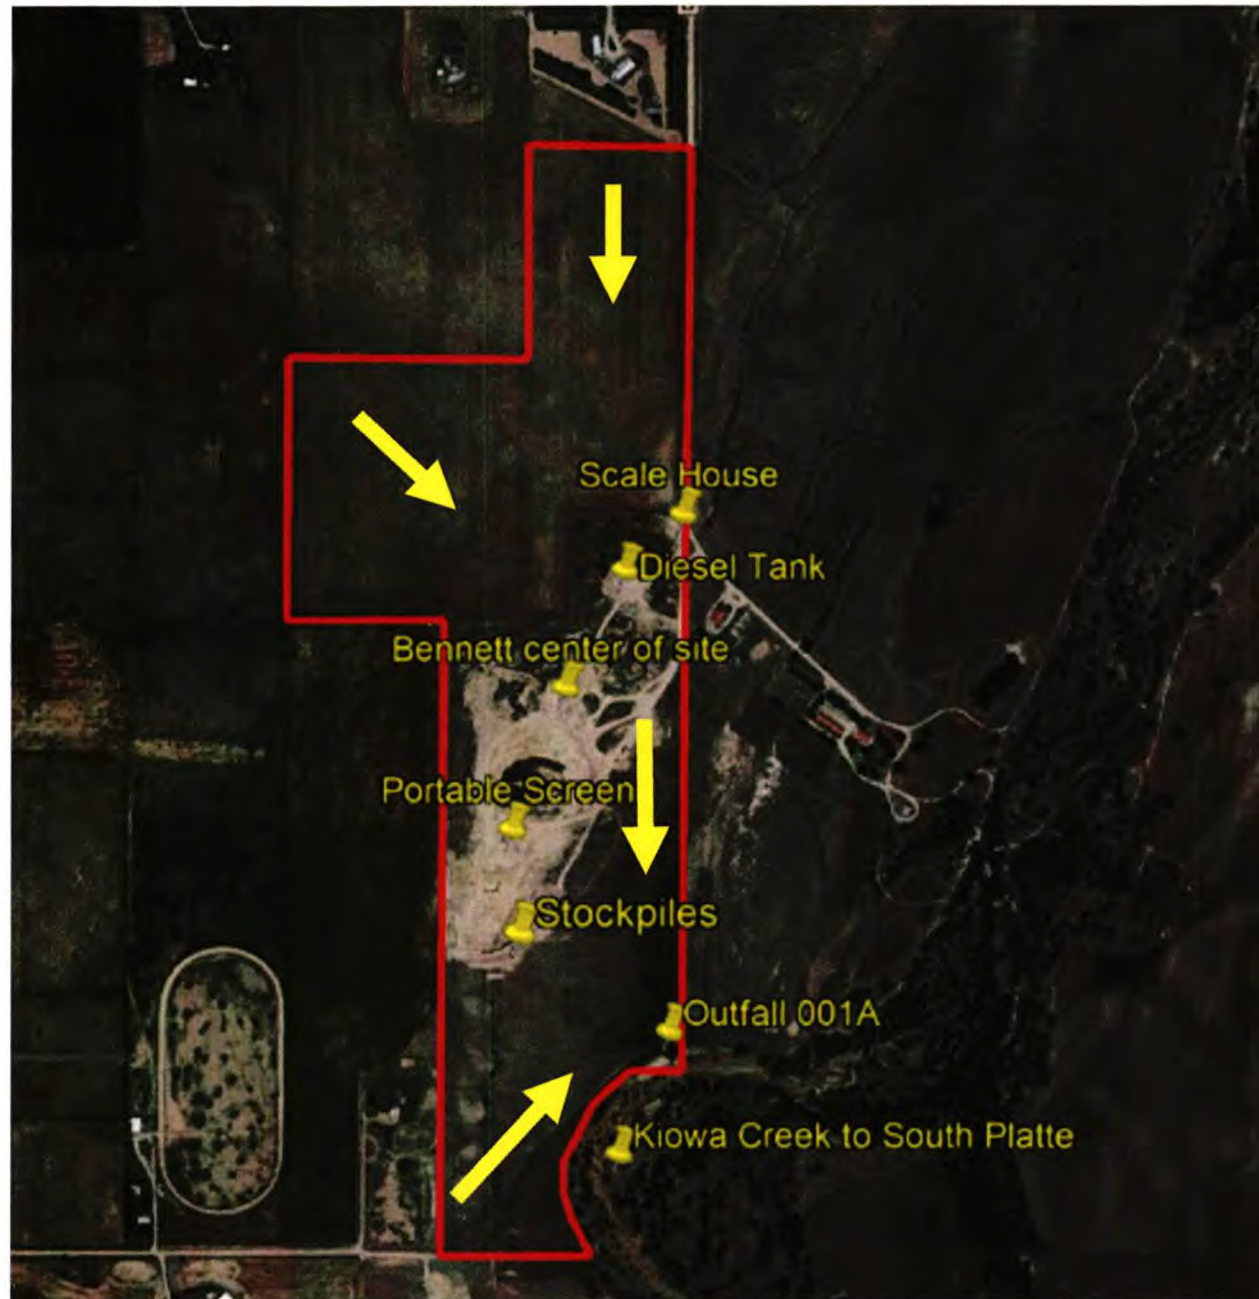 Scale House
Diesel Tank
Bennett center of site
Portable Screen
Stockpiles
Outfall 001A
Kiowa Creek to South Platte